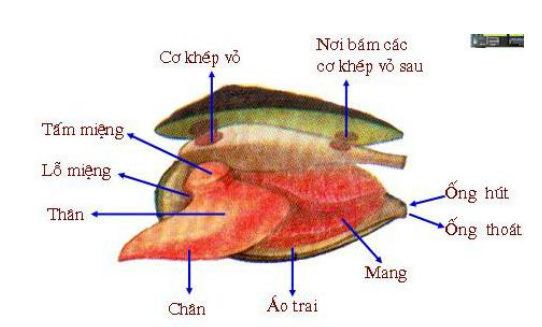 Cơ khép vỏ
Nơi bám các
cơ khép vỏ sau
Tấm miệng
Lỗ miệng
Thân
Ống hút
Ống thoát
Mang
Áo trai
Chân